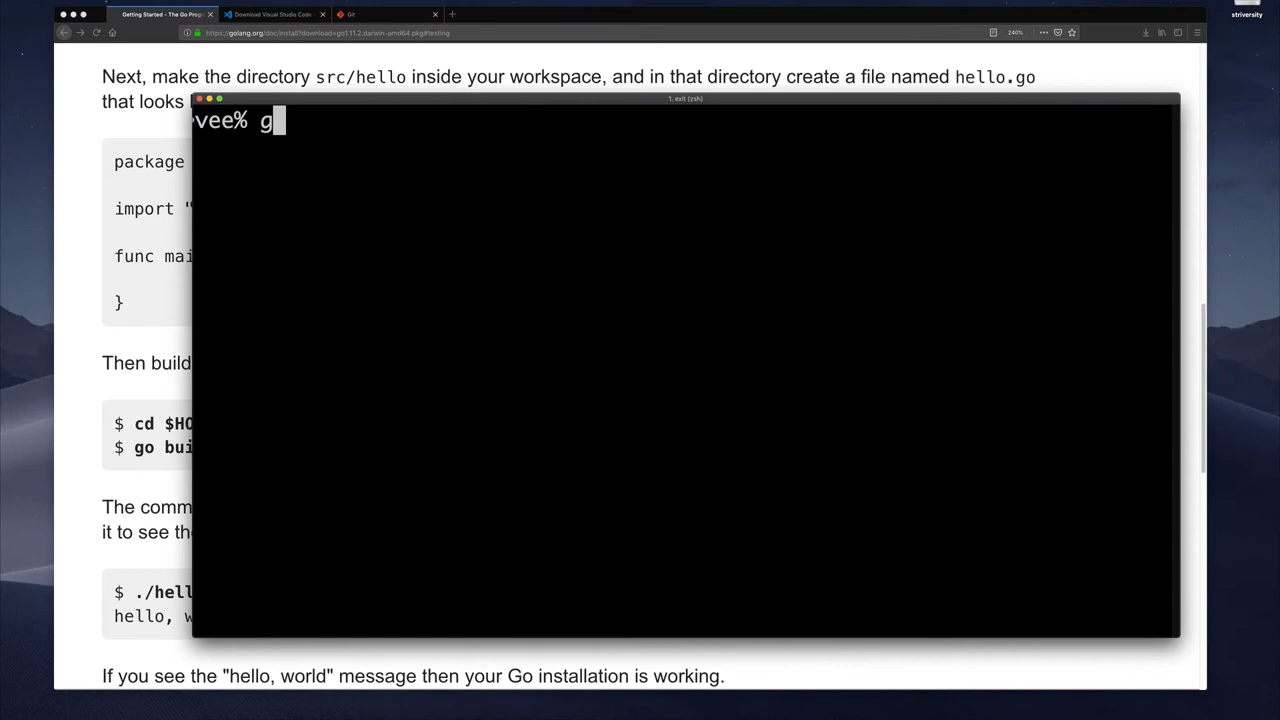 Getting Started - The Go Prog
Download Visual Studio Code
Git
striversity
https://golang.org/doc/install?download=go1.11.2.darwin-amd64.pkg#testing
240%
Next, make the directory src/hello inside your workspace, and in that directory create a file named hello.go
that looks
1. exit (zsh)
vee% g
package
import "
func mai
}
Then build
$ cd $HO
$ go bui
The comm
it to see the
$ ./hell
hello, w
If you see the "hello, world" message then your Go installation is working.